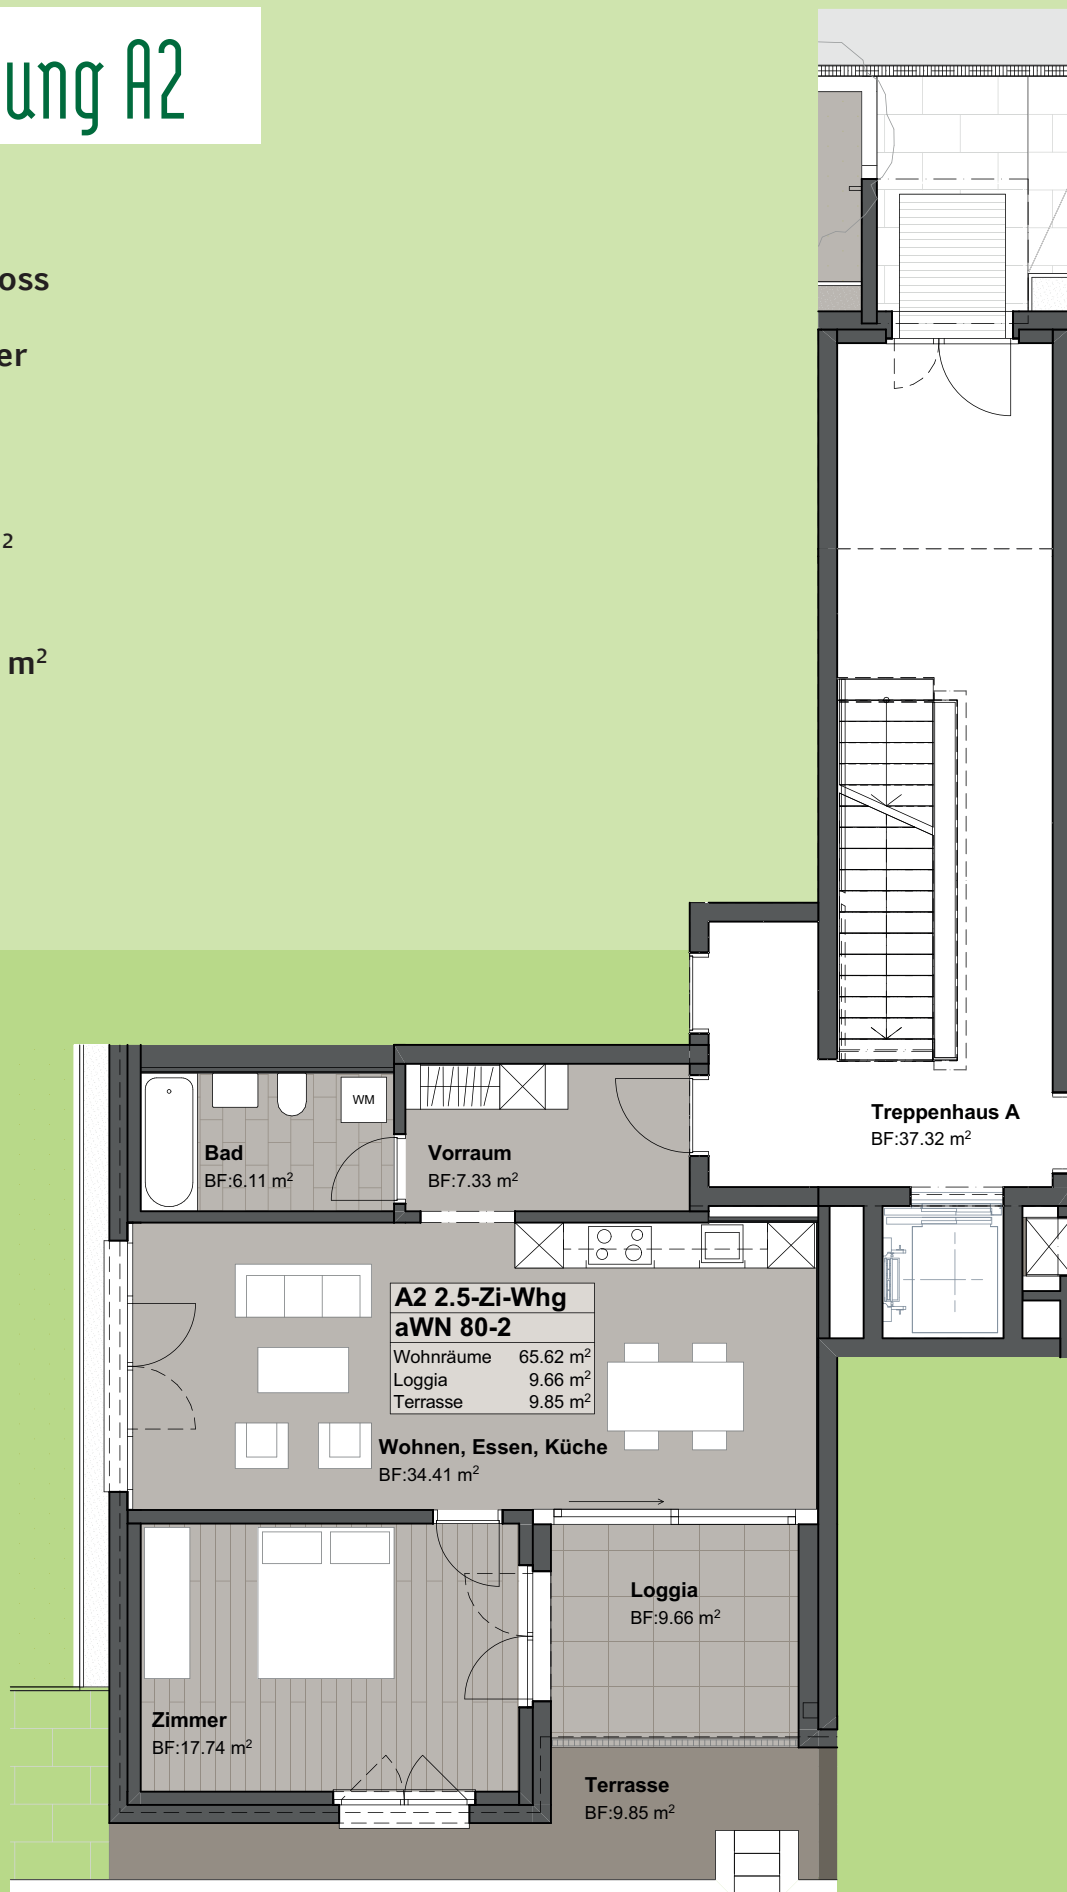 ung A2
oss
er
2
m²
Treppenhaus A
BF:37.32 m²
WM
Bad
BF:6.11 m²
Vorraum
BF:7.33 m²
A2 2.5-Zi-Whg
aWN 80-2
Wohnräume 65.62 m²
Loggia 9.66 m²
Terrasse 9.85 m²
Wohnen, Essen, Küche
BF:34.41 m²
Loggia
BF:9.66 m²
Zimmer
BF:17.74 m²
Terrasse
BF:9.85 m²